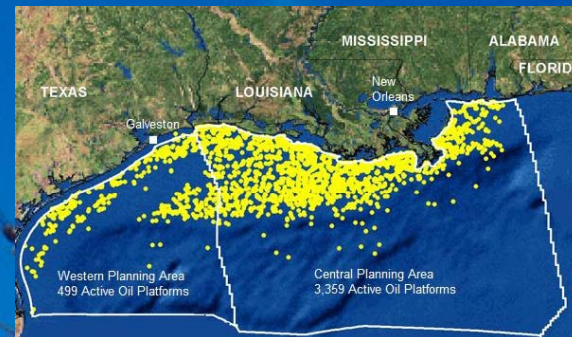 MISSISSIPPI
ALABAMA
FLORID
TEXAS
LOUISIANA
New
Orleans
Galveston
Western Planning Area
499 Active Oil Platforms
Central Planning Area
3,359 Active Oil Platforms